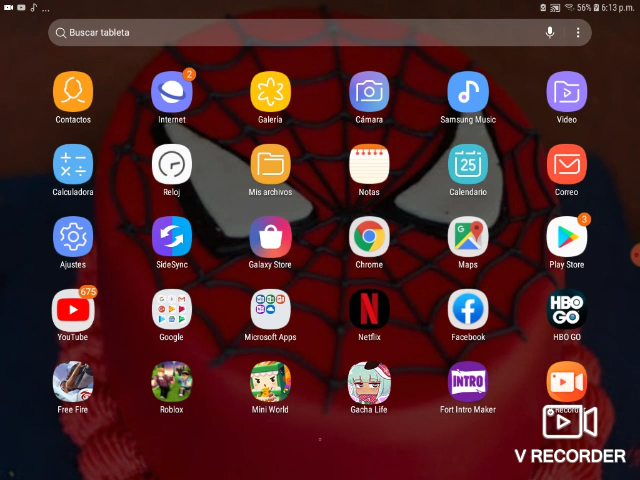 ... 56% 6:13 p.m.
Buscar tableta
2
Contactos Internet Galería Cámara Samsung Music Video
25
Calculadora Reloj Mis archivos Notas Calendario Correo
3
Ajustes SideSync Galaxy Store Chrome Maps Play Store
675
HBO GO
YouTube Google Microsoft Apps Netflix Facebook HBO GO
INTRO
Free Fire Roblox Mini World Gacha Life Fort Intro Maker
V RECORDER